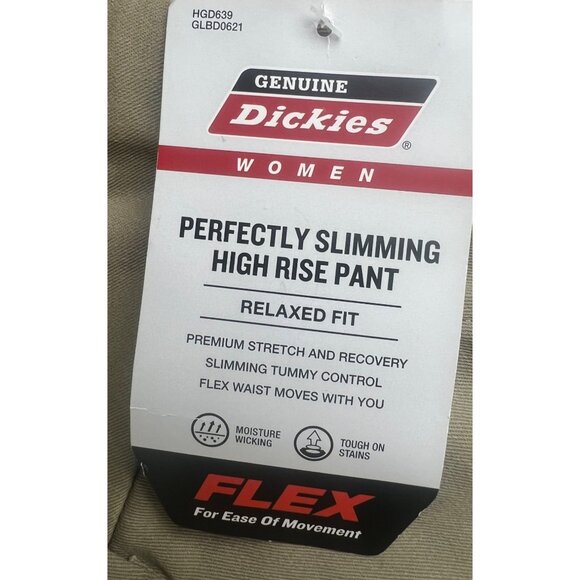 HGD639
GLBD0621
GENUINE
Dickies
®
WOMEN
PERFECTLY SLIMMING
HIGH RISE PANT
RELAXED FIT
PREMIUM STRETCH AND RECOVERY
SLIMMING TUMMY CONTROL
FLEX WAIST MOVES WITH YOU
MOISTURE
WICKING
TOUGH ON
STAINS
FLEX
For Ease Of Movement